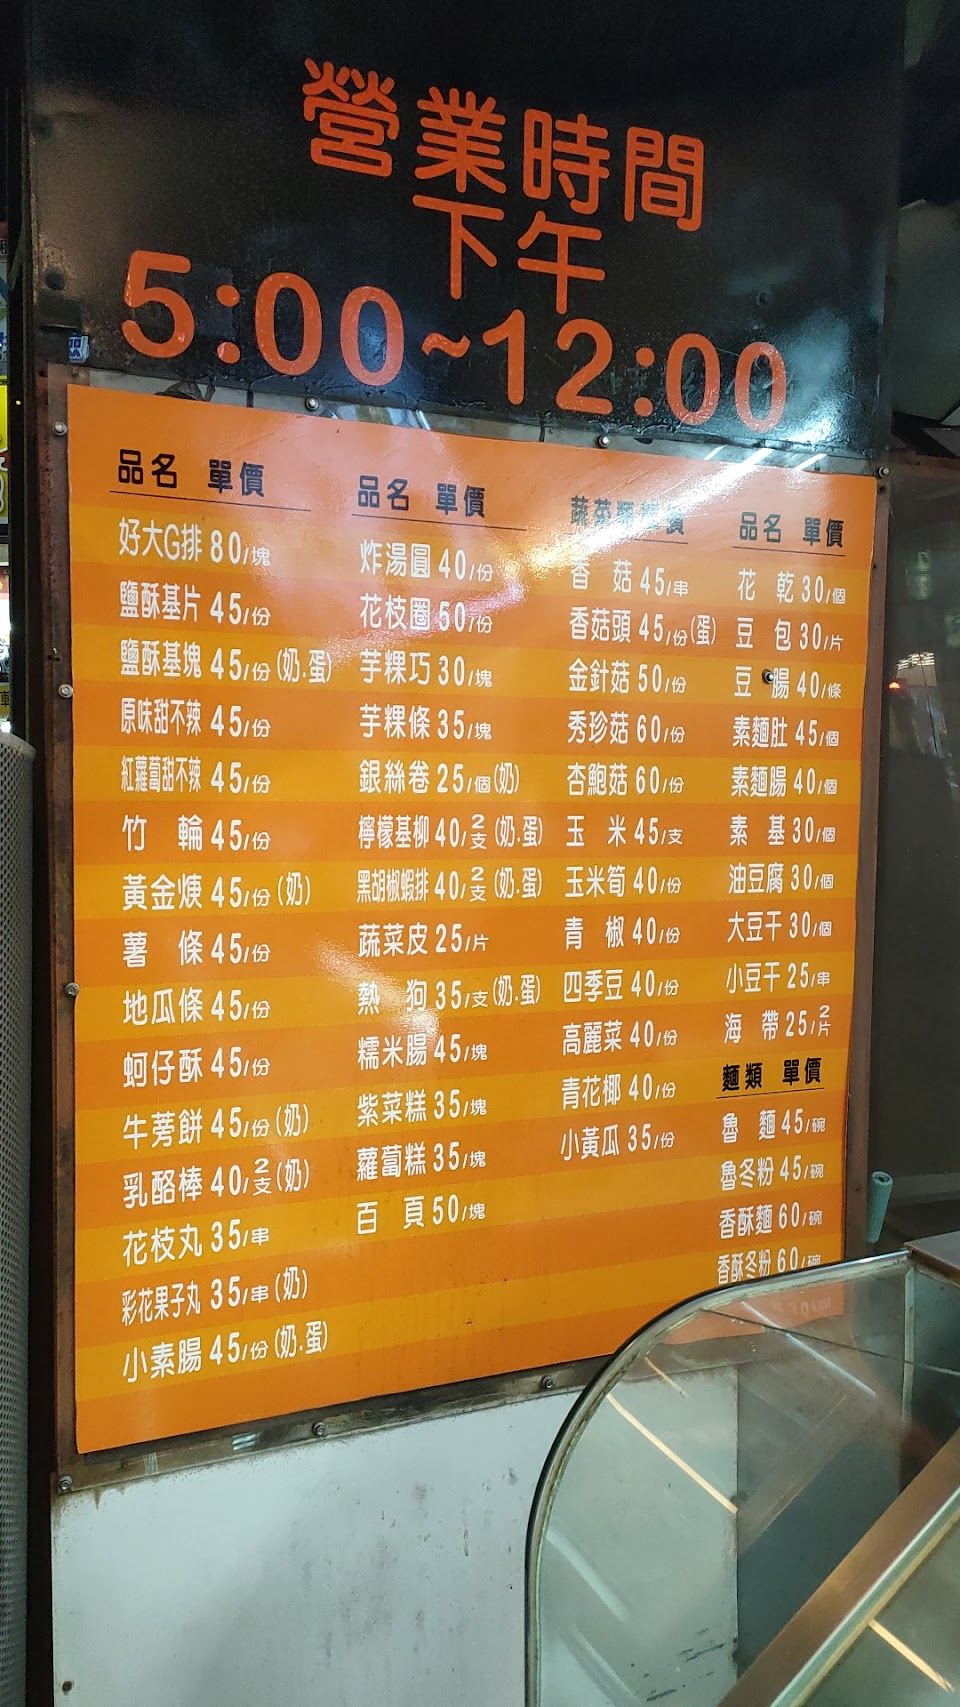 營業時間
下午
5:00~12:00
品名 單價
好大G排 80/塊
鹽酥基片 45/份
鹽酥基塊 45/份(奶.蛋)
原味甜不辣 45/份
紅蘿蔔甜不辣 45/份
竹輪 45/份
黃金㷶 45/份(奶)
薯條 45/份
地瓜條 45/份
蚵仔酥 45/份
牛蒡餅 45/份(奶)
乳酪棒 40/2支(奶)
花枝丸 35/串
彩花果子丸 35/串(奶)
小素腸 45/份(奶.蛋)
品名 單價
炸湯圓 40/份
花枝圈 50/份
芋粿巧 30/塊
芋粿條 35/塊
銀絲卷 25/個(奶)
檸檬基柳 40/2支(奶.蛋)
黑胡椒蝦排 40/2支(奶.蛋)
蔬菜皮 25/片
熱狗 35/支(奶.蛋)
糯米腸 45/塊
紫菜糕 35/塊
蘿蔔糕 35/塊
百頁 50/塊
蔬菜類單價
香菇 45/串
香菇頭 45/份(蛋)
金針菇 50/份
秀珍菇 60/份
杏鮑菇 60/份
玉米 45/支
玉米筍 40/份
青椒 40/份
四季豆 40/份
高麗菜 40/份
青花椰 40/份
小黃瓜 35/份
品名 單價
花乾 30/個
豆包 30/片
豆腸 40/條
素麵肚 45/個
素麵腸 40/個
素基 30/個
油豆腐 30/個
大豆干 30/個
小豆干 25/串
海帶 25/2片
麵類 單價
魯麵 45/碗
魯冬粉 45/碗
香酥麵 60/碗
香酥冬粉 60/碗